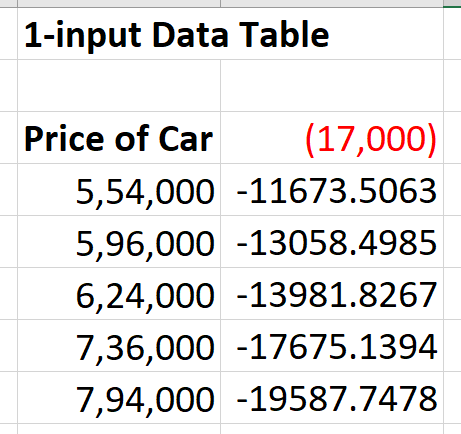 1-input Data Table
Price of Car (17,000)
5,54,000 -11673.5063
5,96,000 -13058.4985
6,24,000 -13981.8267
7,36,000 -17675.1394
7,94,000 -19587.7478